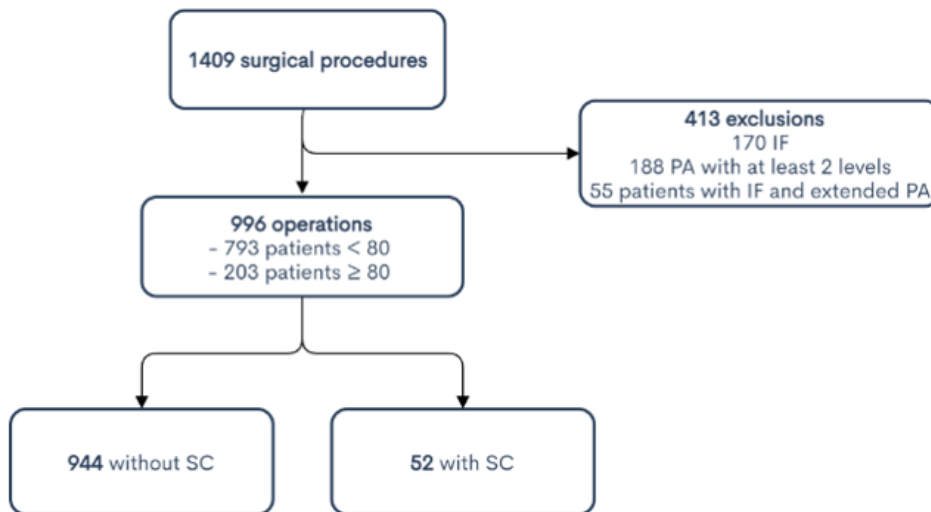 1409 surgical procedures
413 exclusions
170 IF
188 PA with at least 2 levels
55 patients with IF and extended PA
996 operations
- 793 patients < 80
- 203 patients ≥ 80
944 without SC
52 with SC